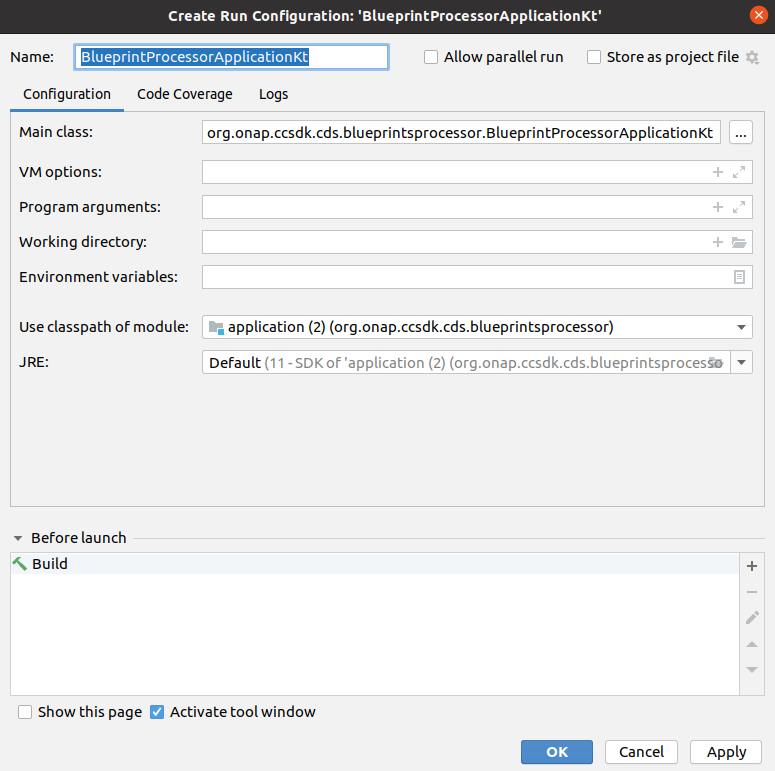 Create Run Configuration: 'BlueprintProcessorApplicationKt'
Name: BlueprintProcessorApplicationKt Allow parallel run Store as project file
Configuration Code Coverage Logs
Main class: org.onap.ccsdk.cds.blueprintsprocessor.BlueprintProcessorApplicationKt ...
VM options:
Program arguments:
Working directory:
Environment variables:
Use classpath of module: application (2) (org.onap.ccsdk.cds.blueprintsprocessor)
JRE: Default (11 - SDK of 'application (2) (org.onap.ccsdk.cds.blueprintsprocesso
Before launch
Build
Show this page Activate tool window
OK Cancel Apply